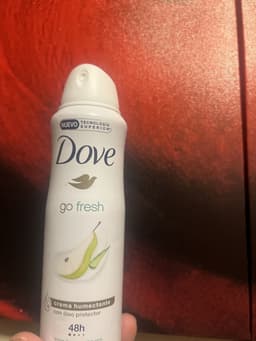 NUEVO
TECNOLOGÍA
SUPERIOR
Dove
go fresh
crema humectante
48h